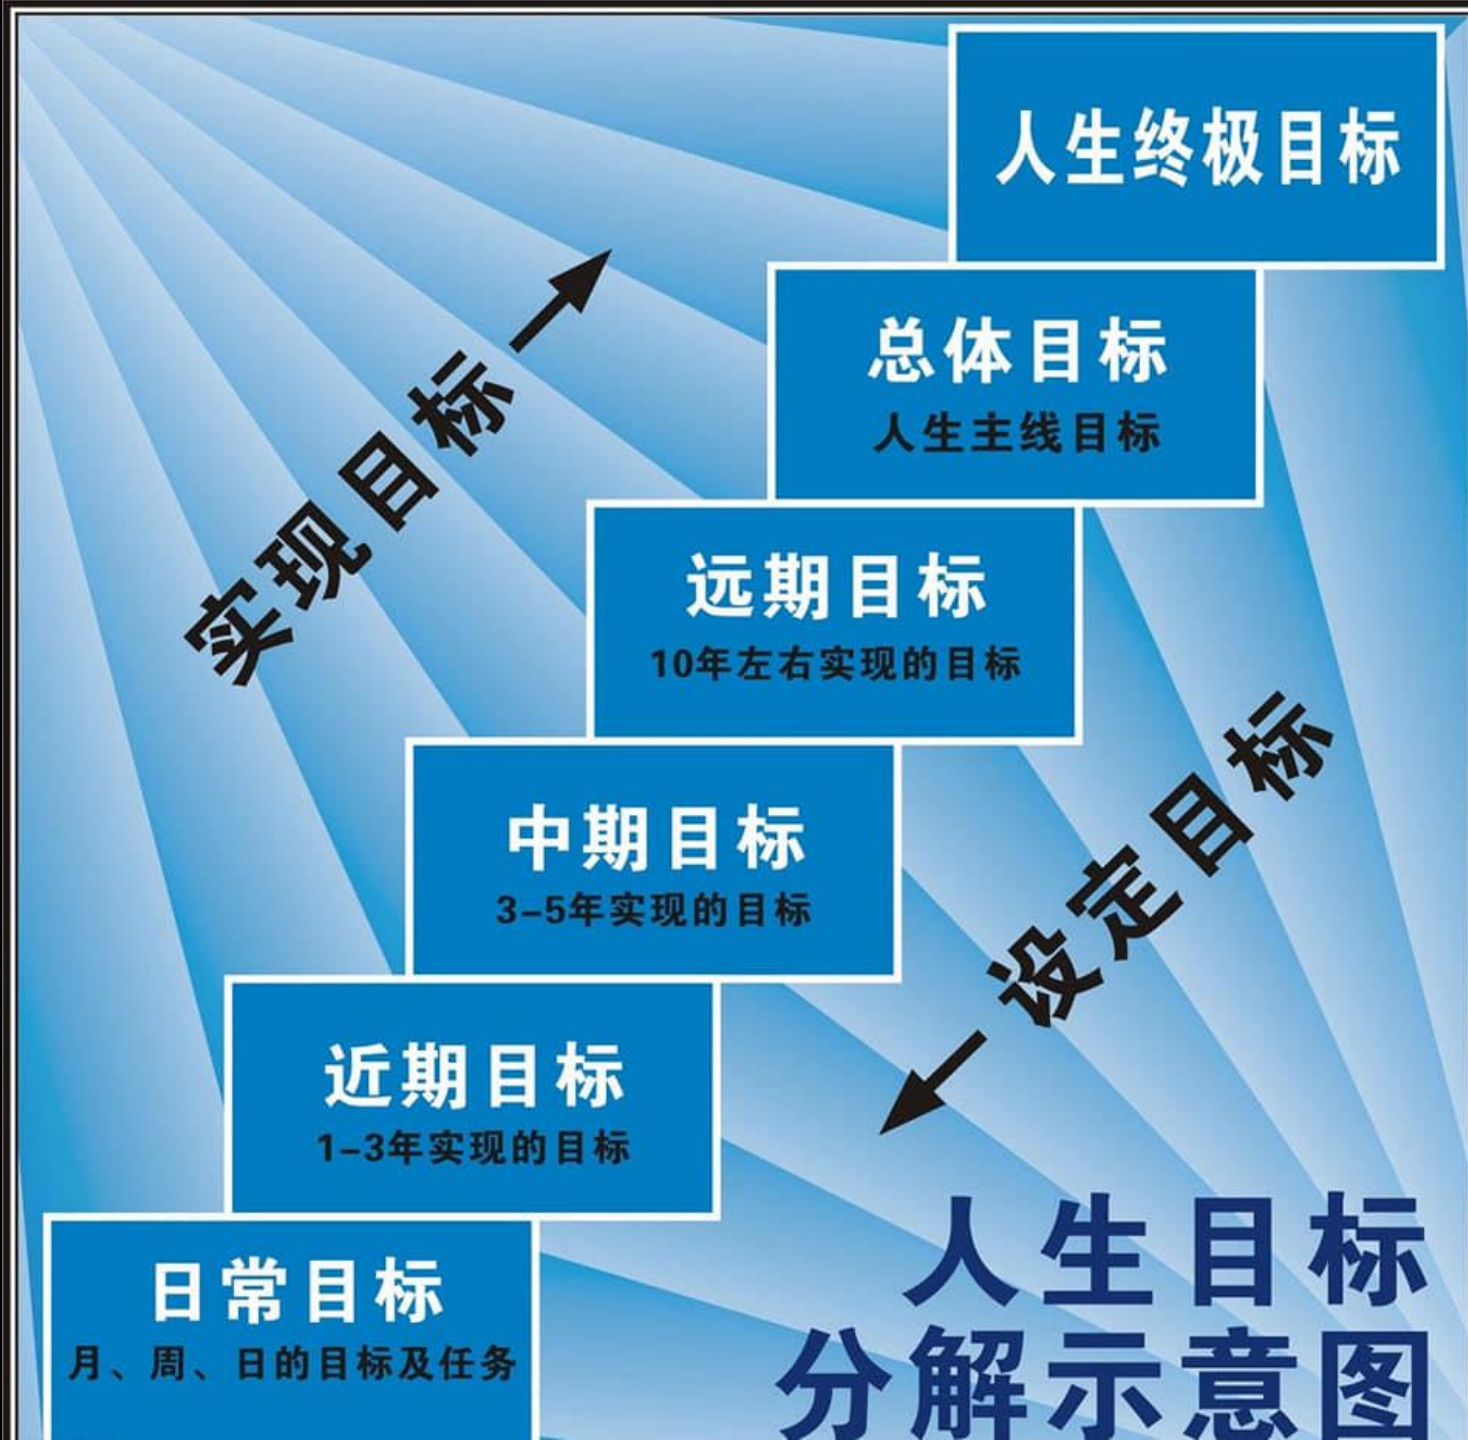 人生终极目标
总体目标
人生主线目标
实现目标
远期目标
10年左右实现的目标
中期目标
3-5年实现的目标
设定目标
近期目标
1-3年实现的目标
日常目标
月、周、日的目标及任务
人生目标
分解示意图